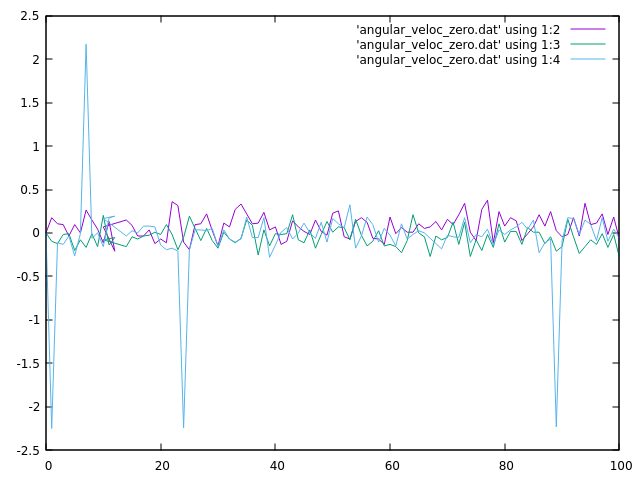 2.5
'angular_veloc_zero.dat' using 1:2
'angular_veloc_zero.dat' using 1:3
2
'angular_veloc_zero.dat' using 1:4
1.5
1
0.5
0
-0.5
-1
-1.5
-2
-2.5
0 20 40 60 80 100